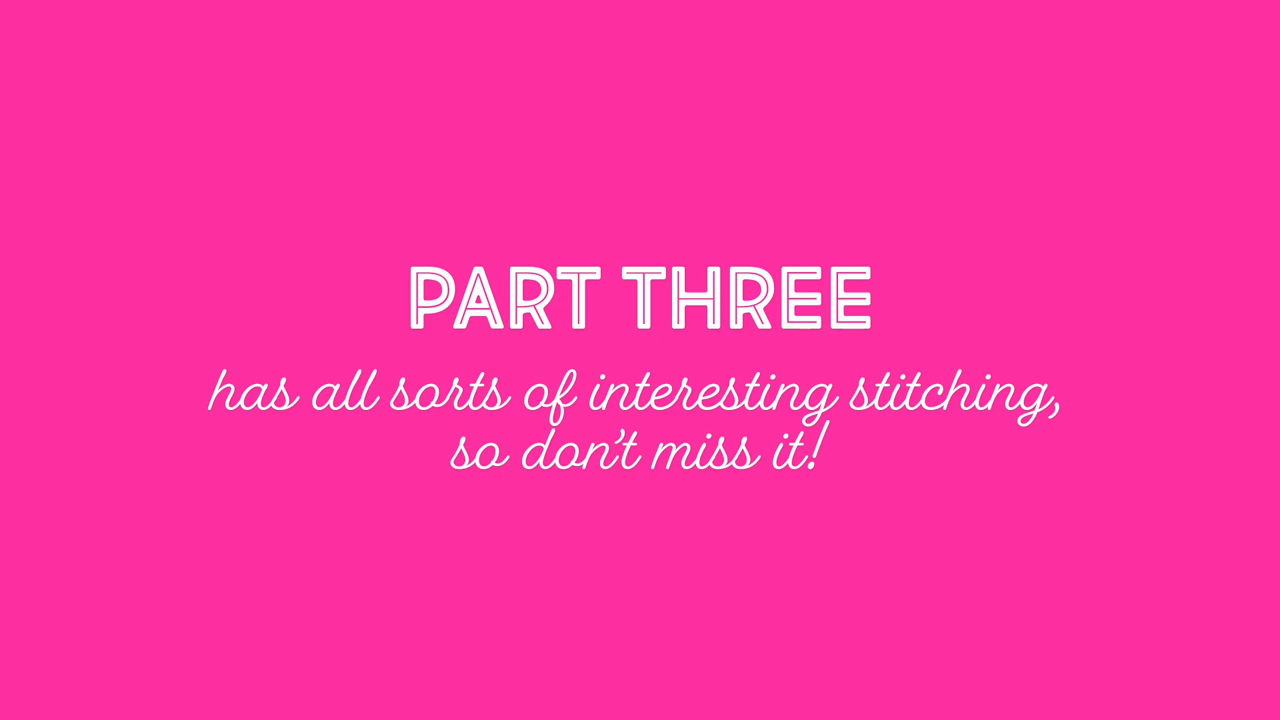 PART THREE
has all sorts of interesting stitching,
so don't miss it!